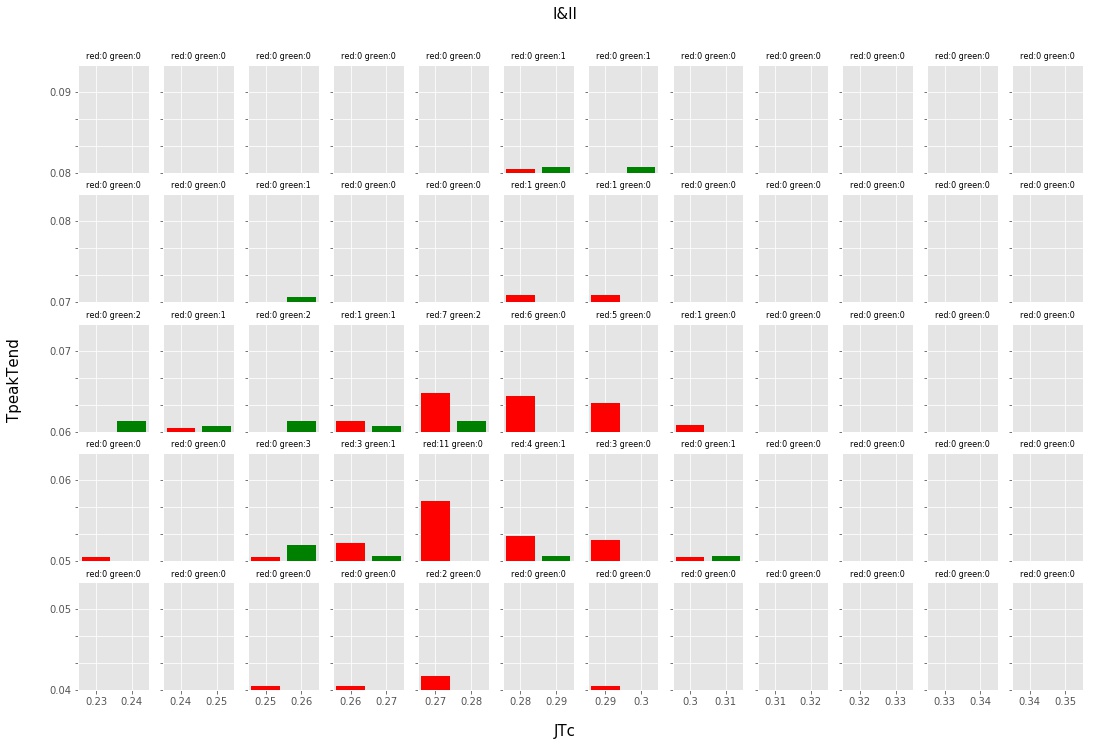 I&II
red:0 green:0 red:0 green:0 red:0 green:0 red:0 green:0 red:0 green:0 red:0 green:1 red:0 green:1 red:0 green:0 red:0 green:0 red:0 green:0 red:0 green:0 red:0 green:0
0.09
0.08
red:0 green:0 red:0 green:0 red:0 green:1 red:0 green:0 red:0 green:0 red:1 green:0 red:1 green:0 red:0 green:0 red:0 green:0 red:0 green:0 red:0 green:0 red:0 green:0
0.08
0.07
red:0 green:2 red:0 green:1 red:0 green:2 red:1 green:1 red:7 green:2 red:6 green:0 red:5 green:0 red:1 green:0 red:0 green:0 red:0 green:0 red:0 green:0 red:0 green:0
0.07
TpeakTend
0.06
red:0 green:0 red:0 green:0 red:0 green:3 red:3 green:1 red:11 green:0 red:4 green:1 red:3 green:0 red:0 green:1 red:0 green:0 red:0 green:0 red:0 green:0 red:0 green:0
0.06
0.05
red:0 green:0 red:0 green:0 red:0 green:0 red:0 green:0 red:2 green:0 red:0 green:0 red:0 green:0 red:0 green:0 red:0 green:0 red:0 green:0 red:0 green:0 red:0 green:0
0.05
0.04
0.23 0.24 0.24 0.25 0.25 0.26 0.26 0.27 0.27 0.28 0.28 0.29 0.29 0.3 0.3 0.31 0.31 0.32 0.32 0.33 0.33 0.34 0.34 0.35
JTc